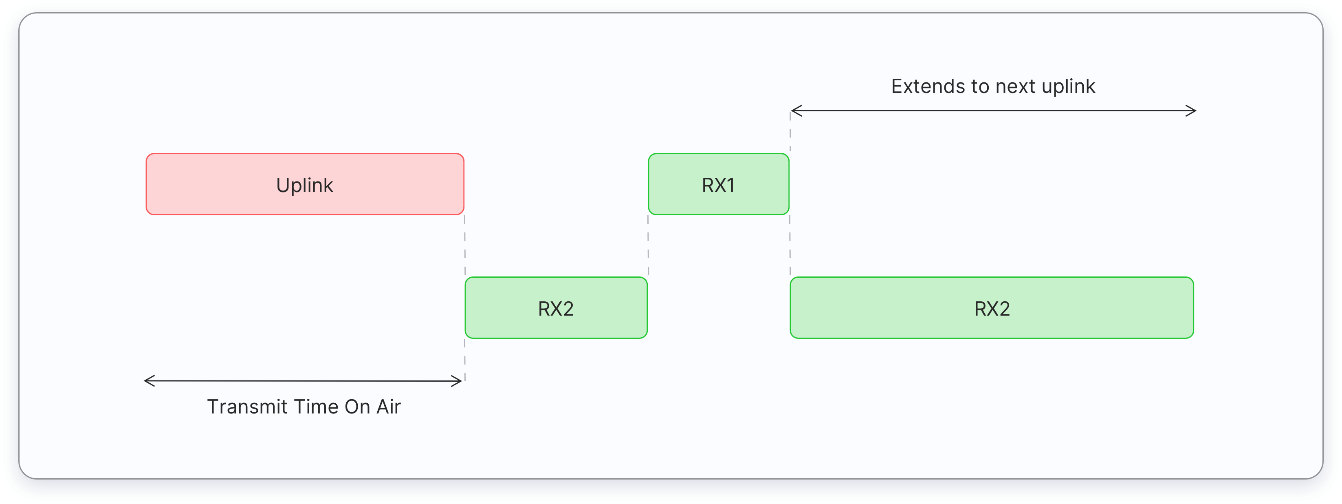 Extends to next uplink
Uplink
RX1
RX2
RX2
Transmit Time On Air